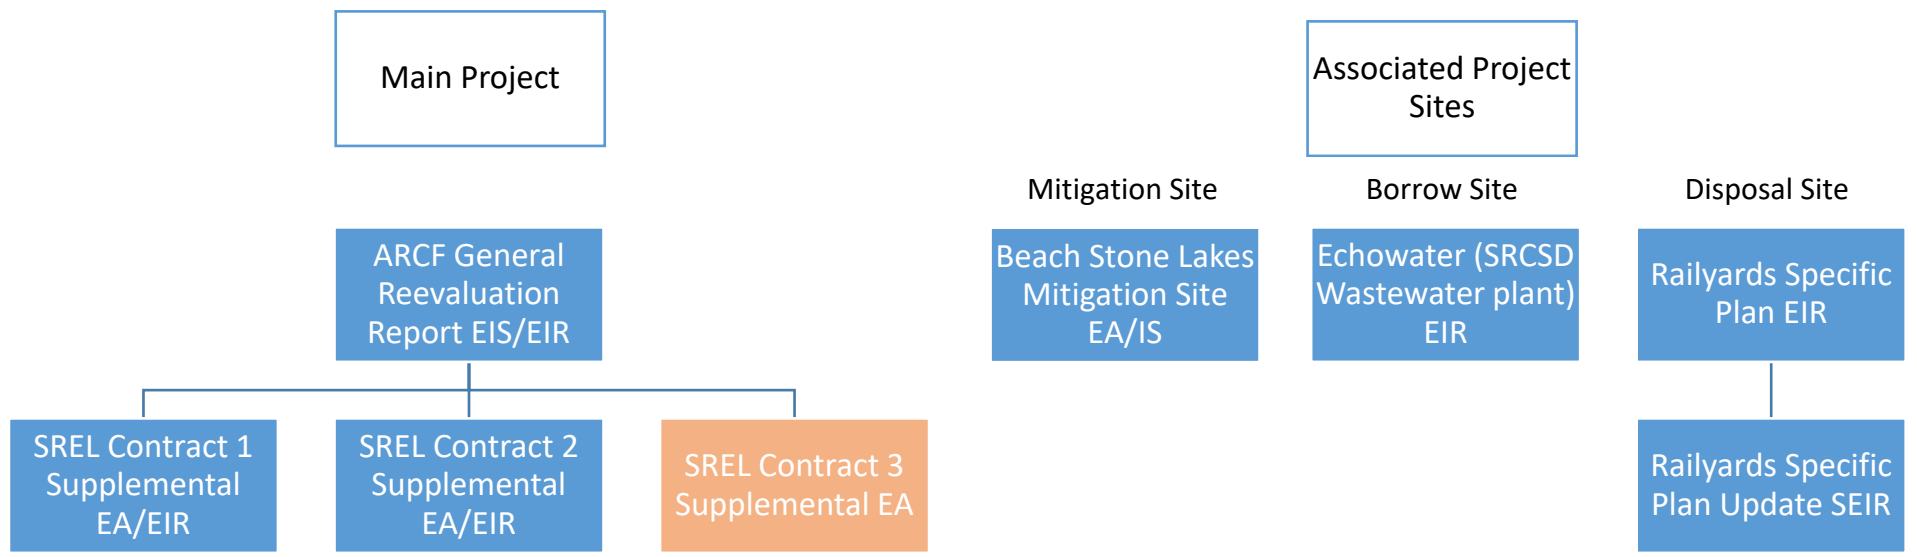 Main Project
Associated Project
Sites
Mitigation Site
Borrow Site
Disposal Site
ARCF General
Reevaluation
Report EIS/EIR
Beach Stone Lakes
Mitigation Site
EA/IS
Echowater (SRCSD
Wastewater plant)
EIR
Railyards Specific
Plan EIR
SREL Contract 1
Supplemental
EA/EIR
SREL Contract 2
Supplemental
EA/EIR
SREL Contract 3
Supplemental EA
Railyards Specific
Plan Update SEIR